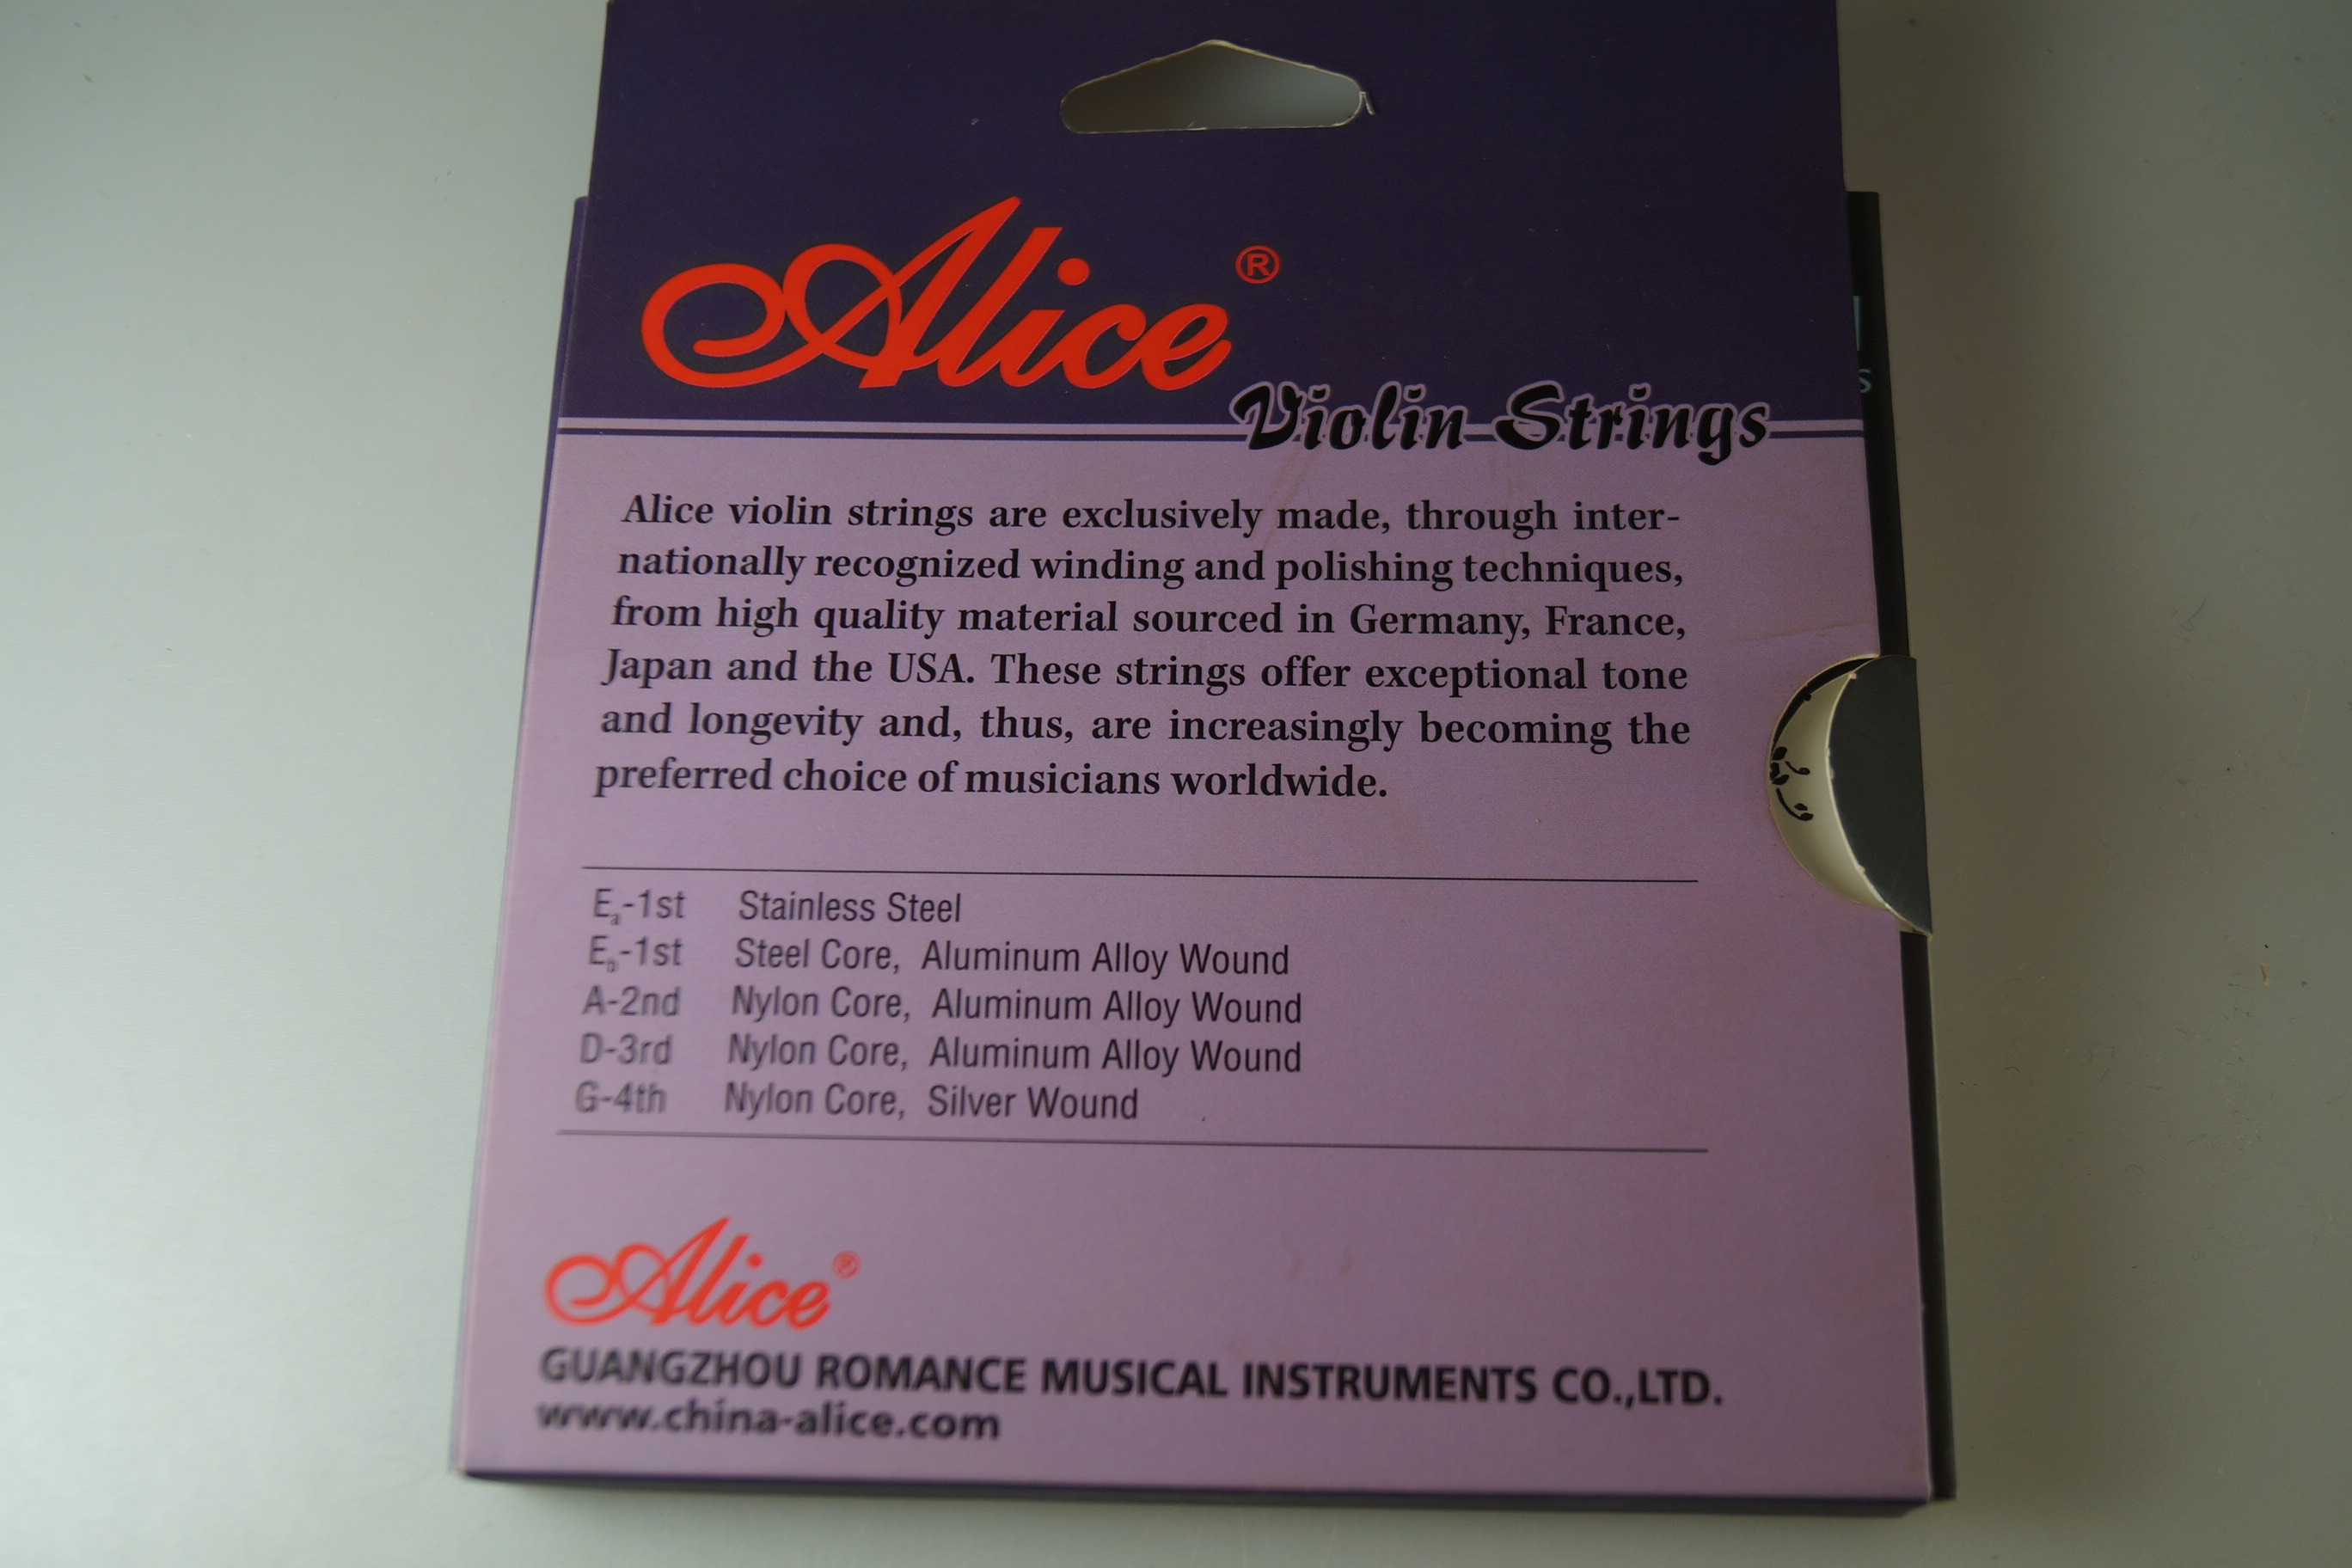 Alice®
Violin Strings
Alice violin strings are exclusively made, through inter-
nationally recognized winding and polishing techniques,
from high quality material sourced in Germany, France,
Japan and the USA. These strings offer exceptional tone
and longevity and, thus, are increasingly becoming the
preferred choice of musicians worldwide.
Ea-1st Stainless Steel
Eb-1st Steel Core, Aluminum Alloy Wound
A-2nd Nylon Core, Aluminum Alloy Wound
D-3rd Nylon Core, Aluminum Alloy Wound
G-4th Nylon Core, Silver Wound
Alice®
GUANGZHOU ROMANCE MUSICAL INSTRUMENTS CO.,LTD.
www.china-alice.com